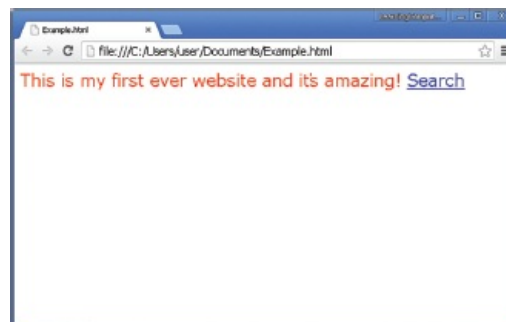 Example.html
file:///C:/Users/user/Documents/Example.html
This is my first ever website and it's amazing! Search